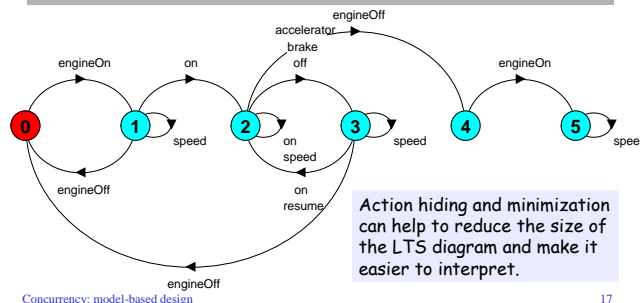 engineOff
accelerator
brake
engineOn
on
off
engineOn
0
1
2
3
4
5
speed
on
speed
speed
spee
engineOff
on
resume
engineOff
Action hiding and minimization
can help to reduce the size of
the LTS diagram and make it
easier to interpret.
Concurrency: model-based design
17